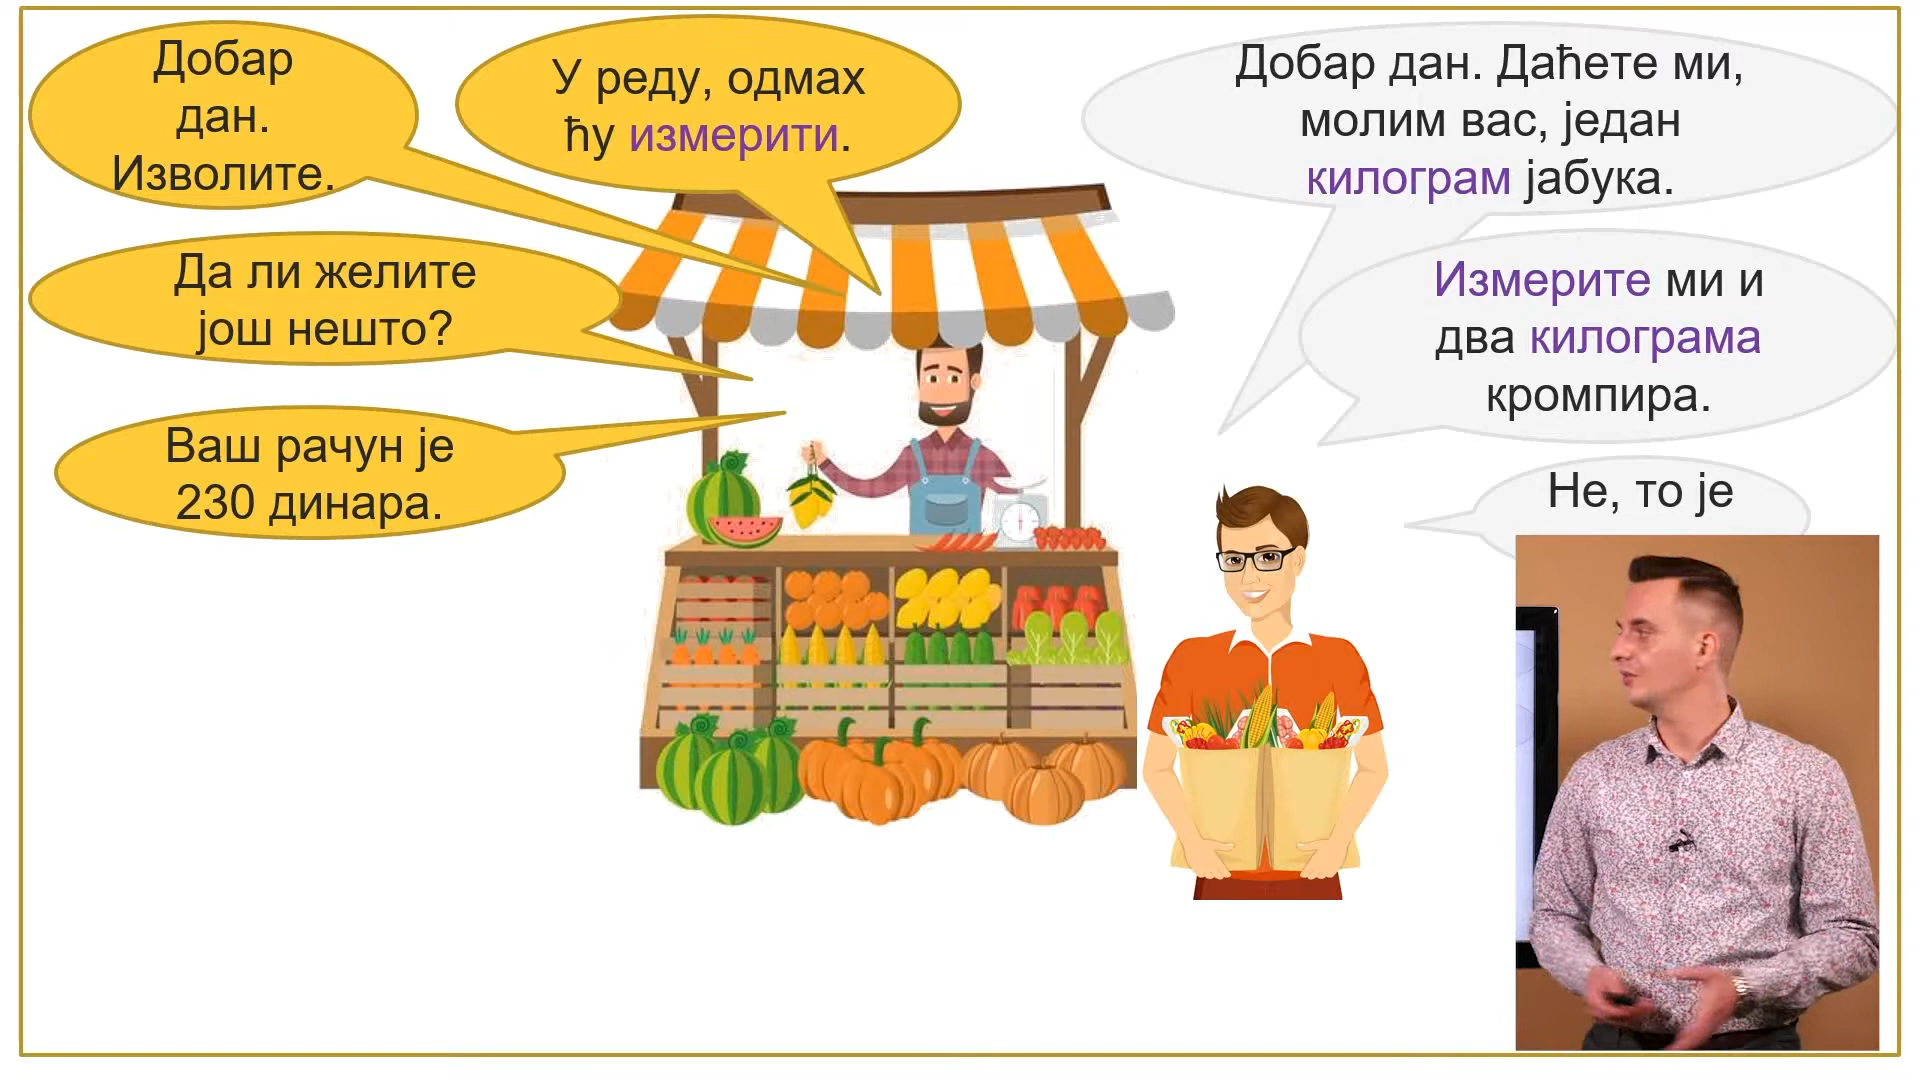 Добар
дан.
Изволите.
У реду, одмах
ћу измерити.
Добар дан. Даћете ми,
молим вас, један
килограм јабука.
Да ли желите
још нешто?
Измерите ми и
два килограма
кромпира.
Ваш рачун је
230 динара.
Не, то је